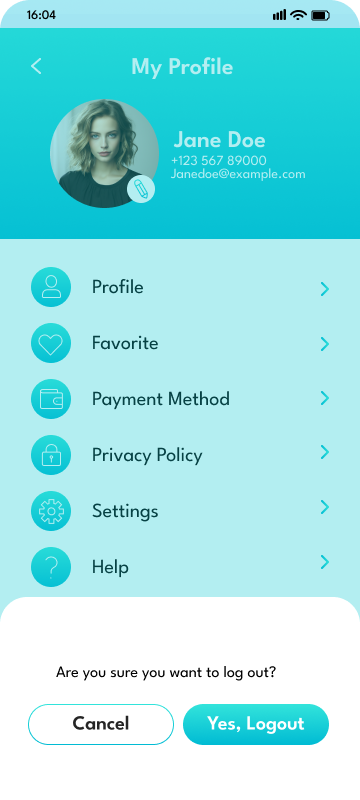 16:04
My Profile
Jane Doe
+123 567 89000
Janedoe@example.com
Profile
Favorite
Payment Method
Privacy Policy
Settings
Help
Are you sure you want to log out?
Cancel
Yes, Logout